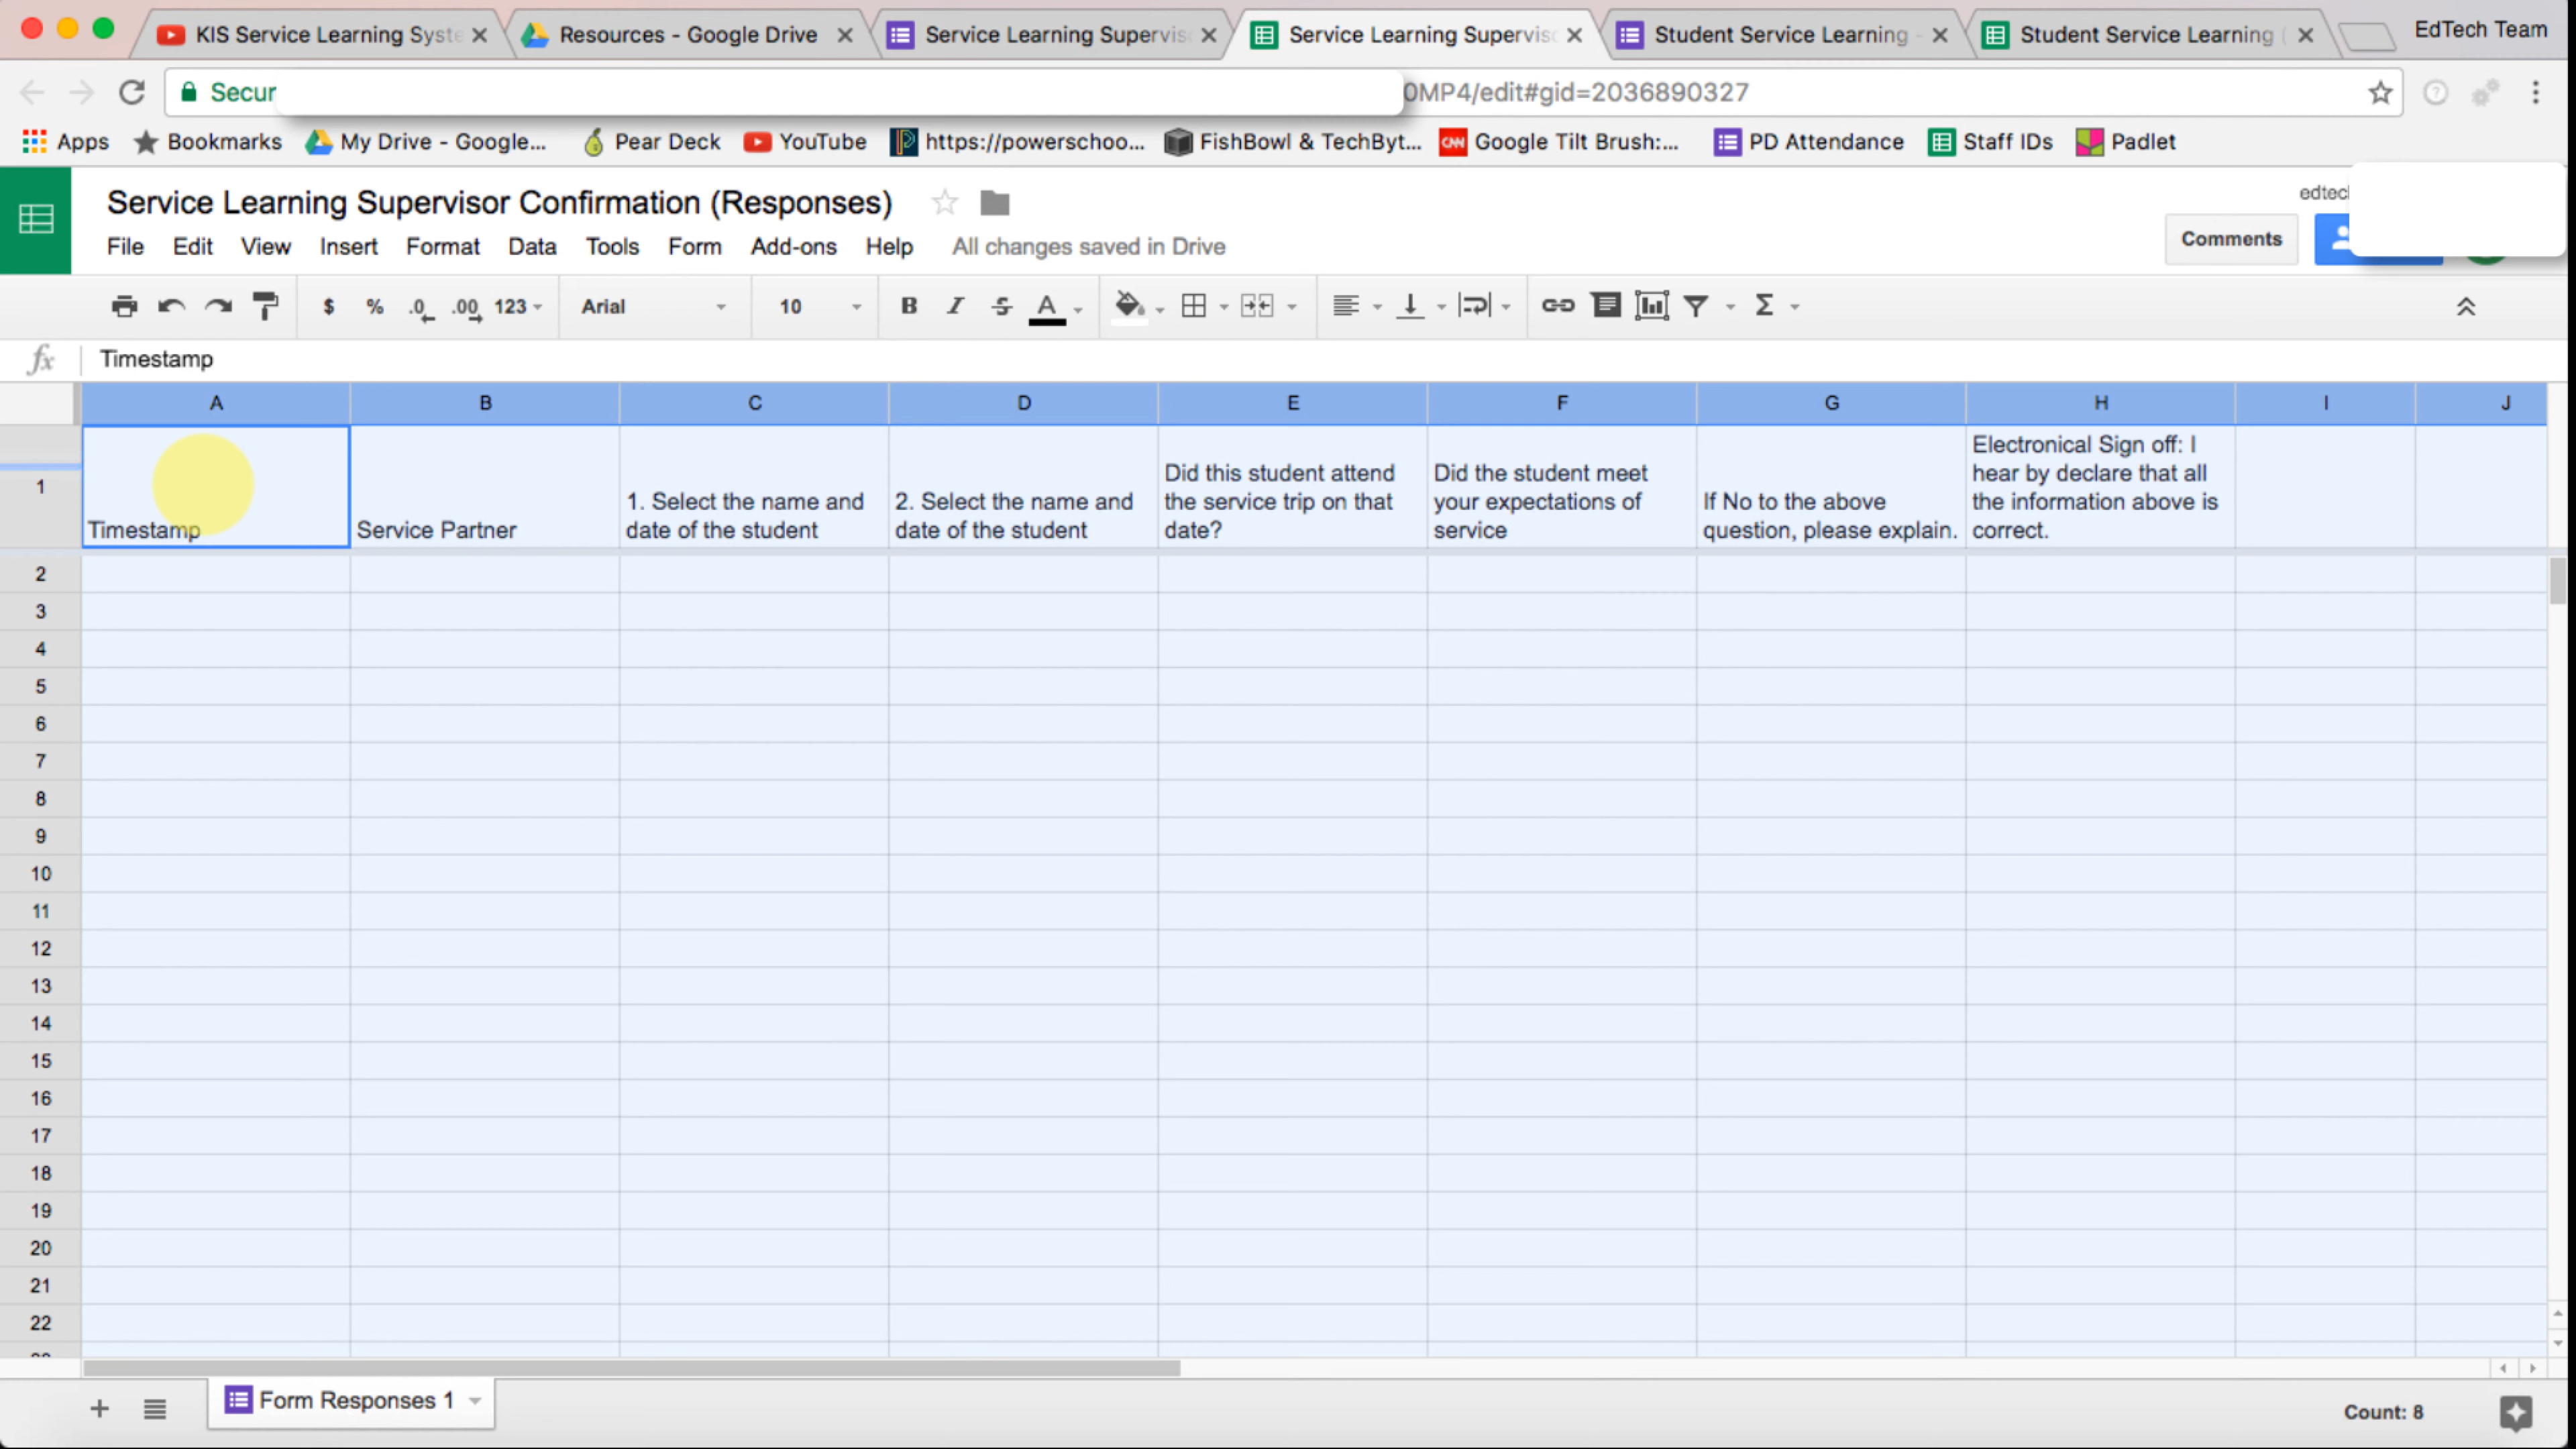 KIS Service Learning Syste
Resources - Google Drive
Service Learning Supervis
Service Learning Superviso
Student Service Learning -
Student Service Learning (
EdTech Team
Secur
0MP4/edit#gid=2036890327
Apps
Bookmarks
My Drive - Google...
Pear Deck
YouTube
https://powerschoo...
FishBowl & TechByt...
CNN
Google Tilt Brush:...
PD Attendance
Staff IDs
Padlet
Service Learning Supervisor Confirmation (Responses)
edtech
File Edit View Insert Format Data Tools Form Add-ons Help All changes saved in Drive
Comments
$ % .0 .00 123 Arial 10 B I S A Σ
fx Timestamp
A B C D E F G H I J
1
Timestamp
Service Partner
1. Select the name and
date of the student
2. Select the name and
date of the student
Did this student attend
the service trip on that
date?
Did the student meet
your expectations of
service
If No to the above
question, please explain.
Electronical Sign off: I
hear by declare that all
the information above is
correct.
2
3
4
5
6
7
8
9
10
11
12
13
14
15
16
17
18
19
20
21
22
Form Responses 1
Count: 8